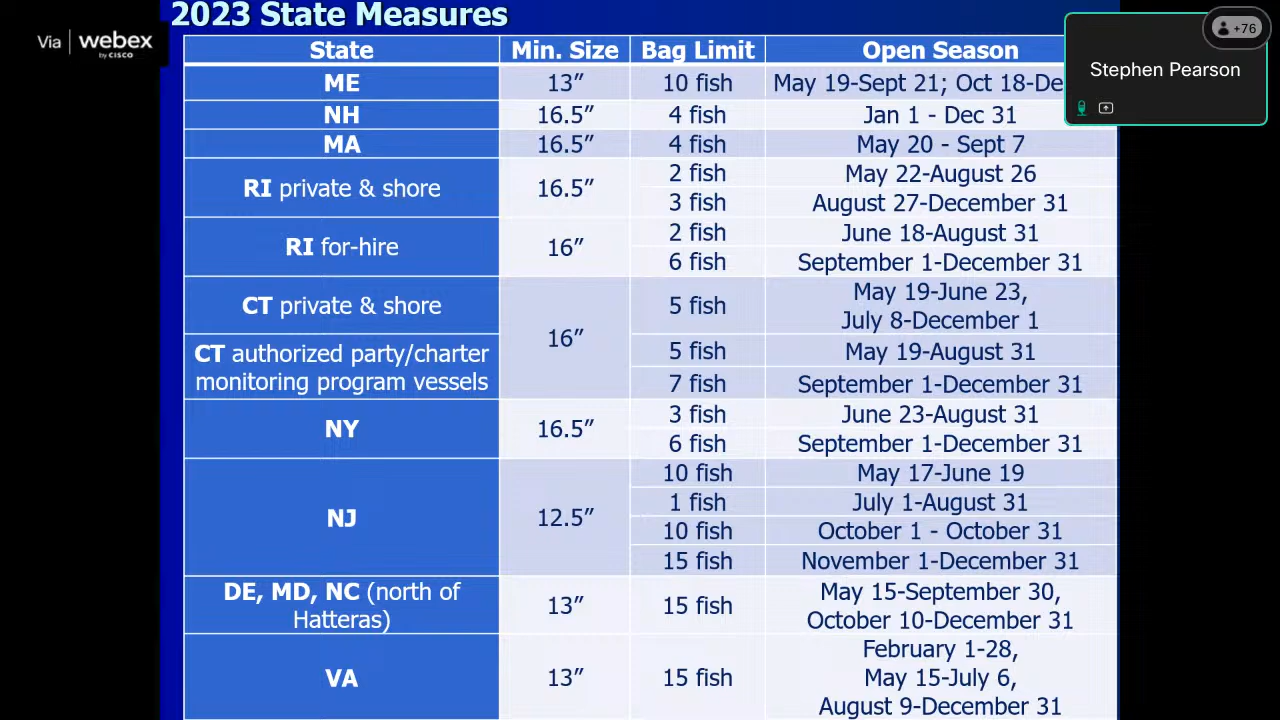 2023 State Measures
Via | webex
by CISCO
+76
Stephen Pearson
State Min. Size Bag Limit Open Season
ME 13” 10 fish May 19-Sept 21; Oct 18-De
NH 16.5” 4 fish Jan 1 - Dec 31
MA 16.5” 4 fish May 20 - Sept 7
RI private & shore 16.5” 2 fish May 22-August 26
3 fish August 27-December 31
RI for-hire 16” 2 fish June 18-August 31
6 fish September 1-December 31
CT private & shore 16” 5 fish May 19-June 23,
July 8-December 1
CT authorized party/charter
monitoring program vessels
5 fish May 19-August 31
7 fish September 1-December 31
NY 16.5” 3 fish June 23-August 31
6 fish September 1-December 31
NJ 12.5” 10 fish May 17-June 19
1 fish July 1-August 31
10 fish October 1 - October 31
15 fish November 1-December 31
DE, MD, NC (north of
Hatteras)
13” 15 fish May 15-September 30,
October 10-December 31
VA 13” 15 fish February 1-28,
May 15-July 6,
August 9-December 31